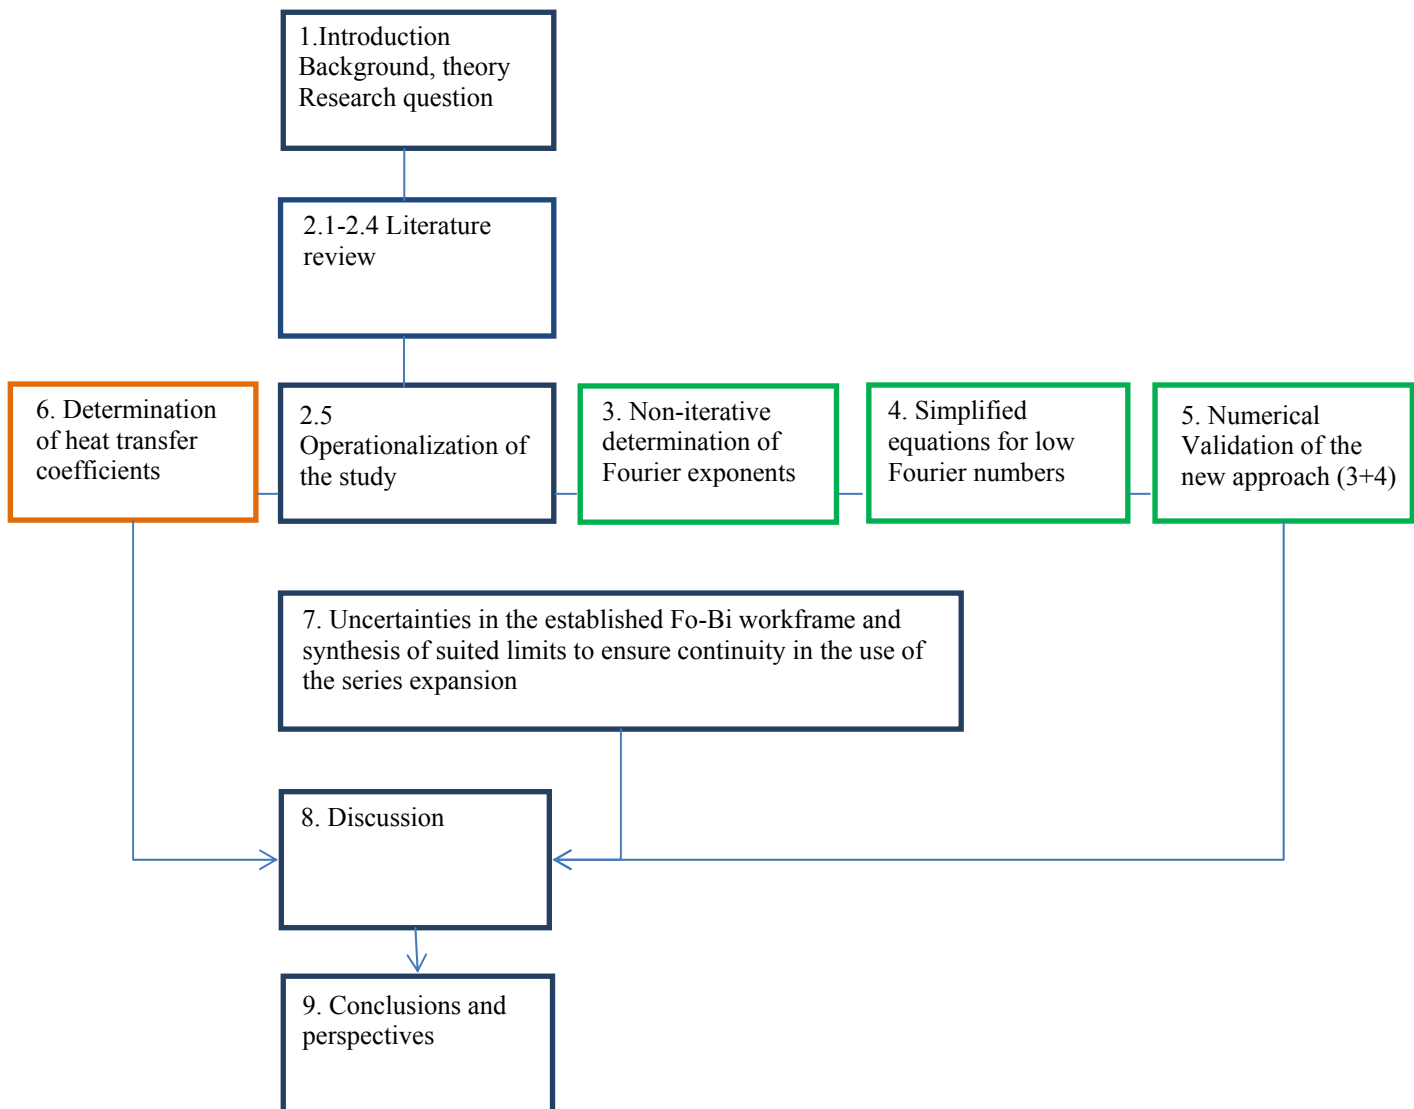 1.Introduction
Background, theory
Research question
2.1-2.4 Literature
review
6. Determination
of heat transfer
coefficients
2.5
Operationalization of
the study
3. Non-iterative
determination of
Fourier exponents
4. Simplified
equations for low
Fourier numbers
5. Numerical
Validation of the
new approach (3+4)
7. Uncertainties in the established Fo-Bi workframe and
synthesis of suited limits to ensure continuity in the use of
the series expansion
8. Discussion
9. Conclusions and
perspectives